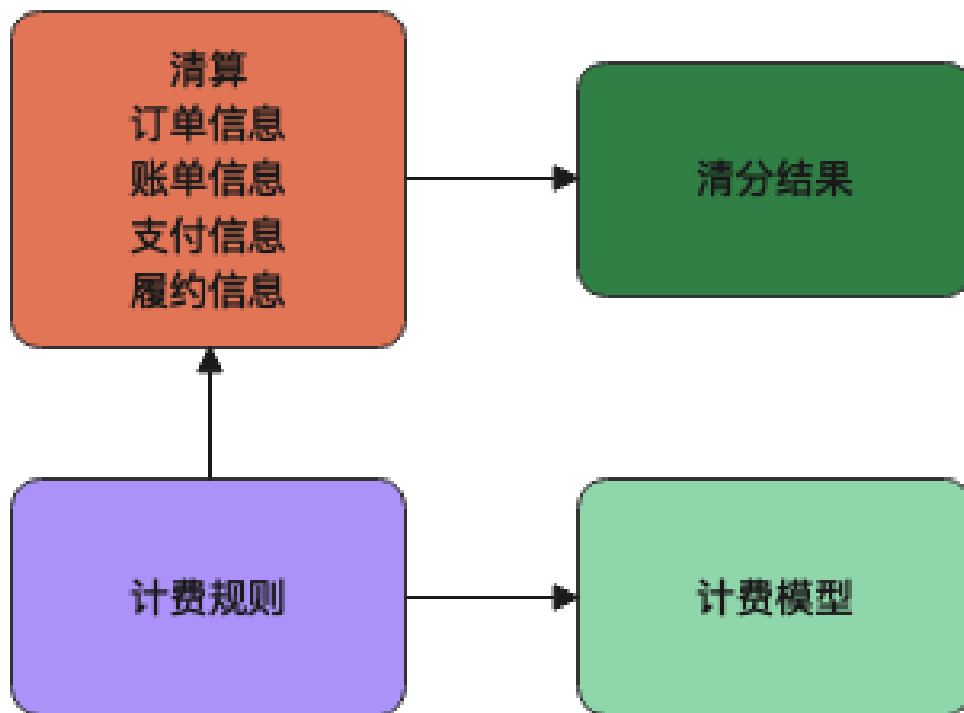 清算
订单信息
账单信息
支付信息
履约信息
清分结果
计费规则
计费模型